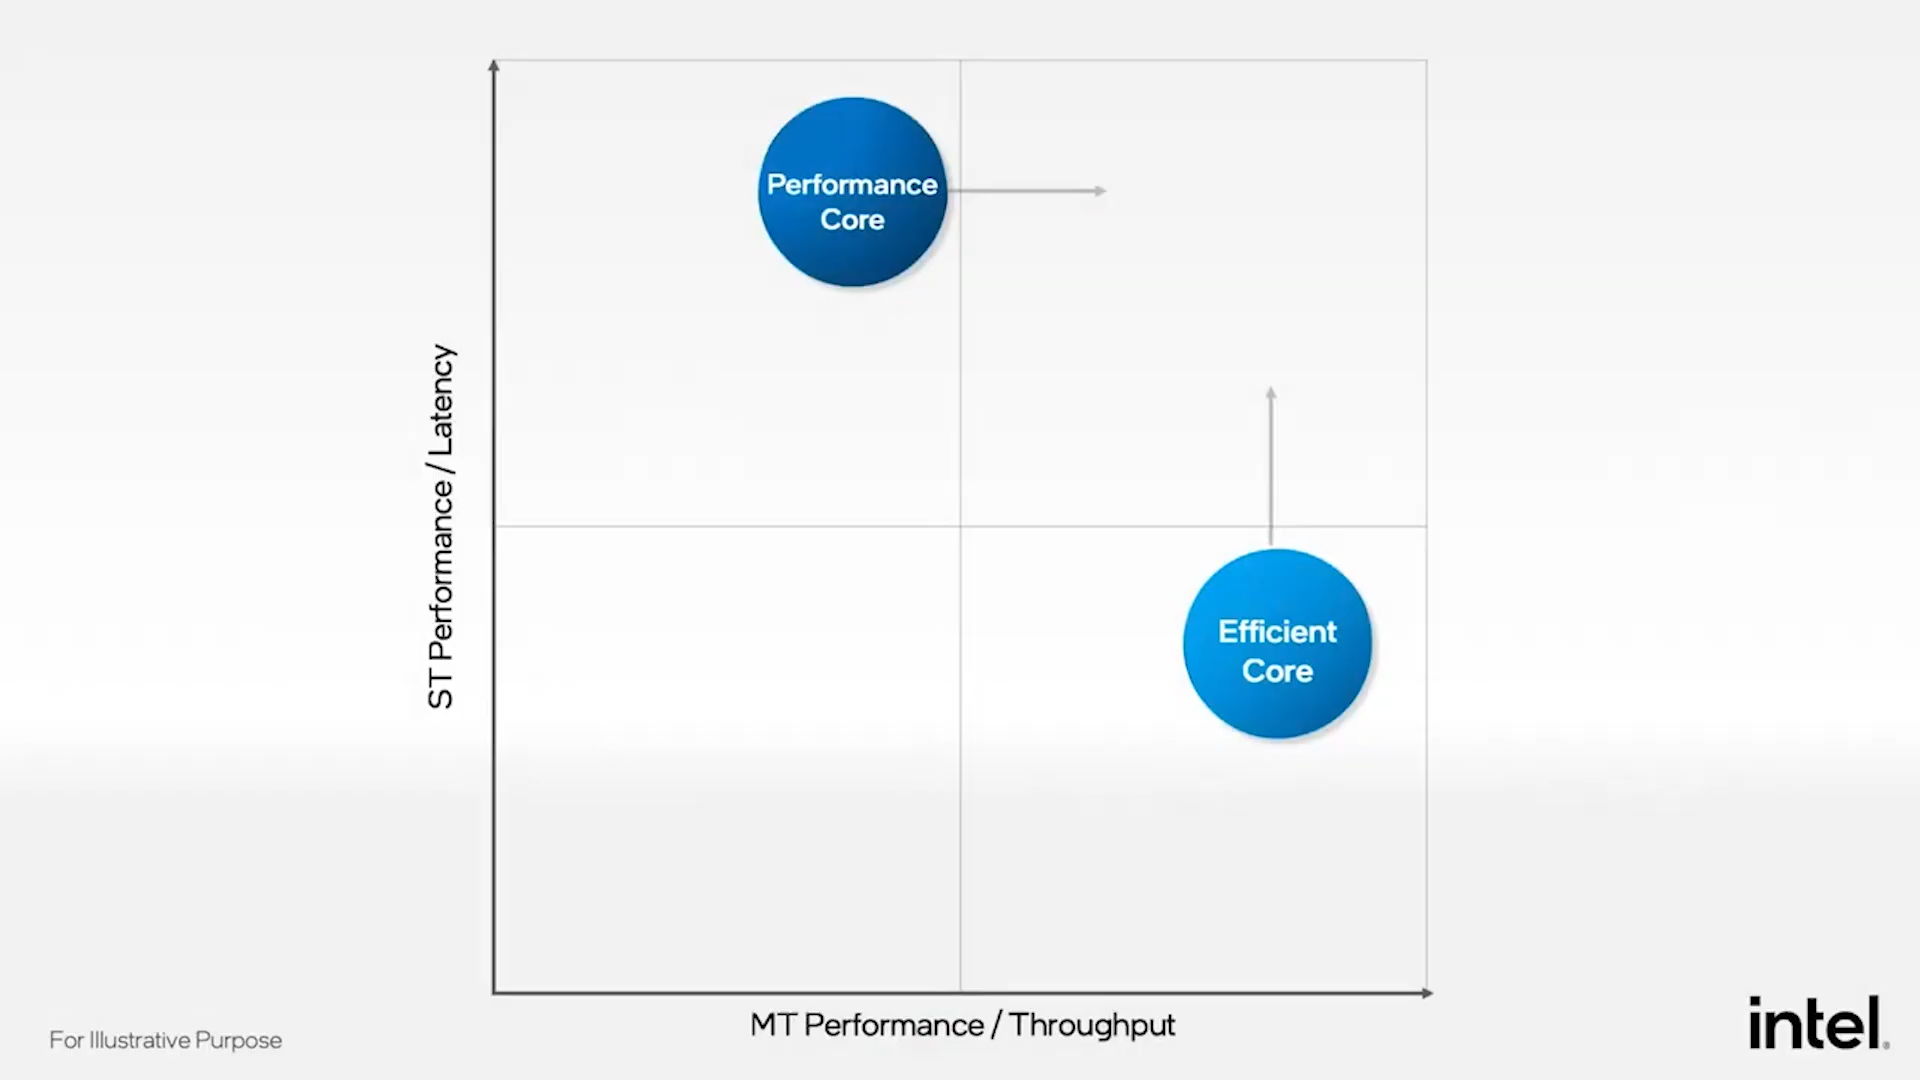 Performance
Core
Efficient
Core
ST Performance / Latency
MT Performance / Throughput
For Illustrative Purpose
intel.